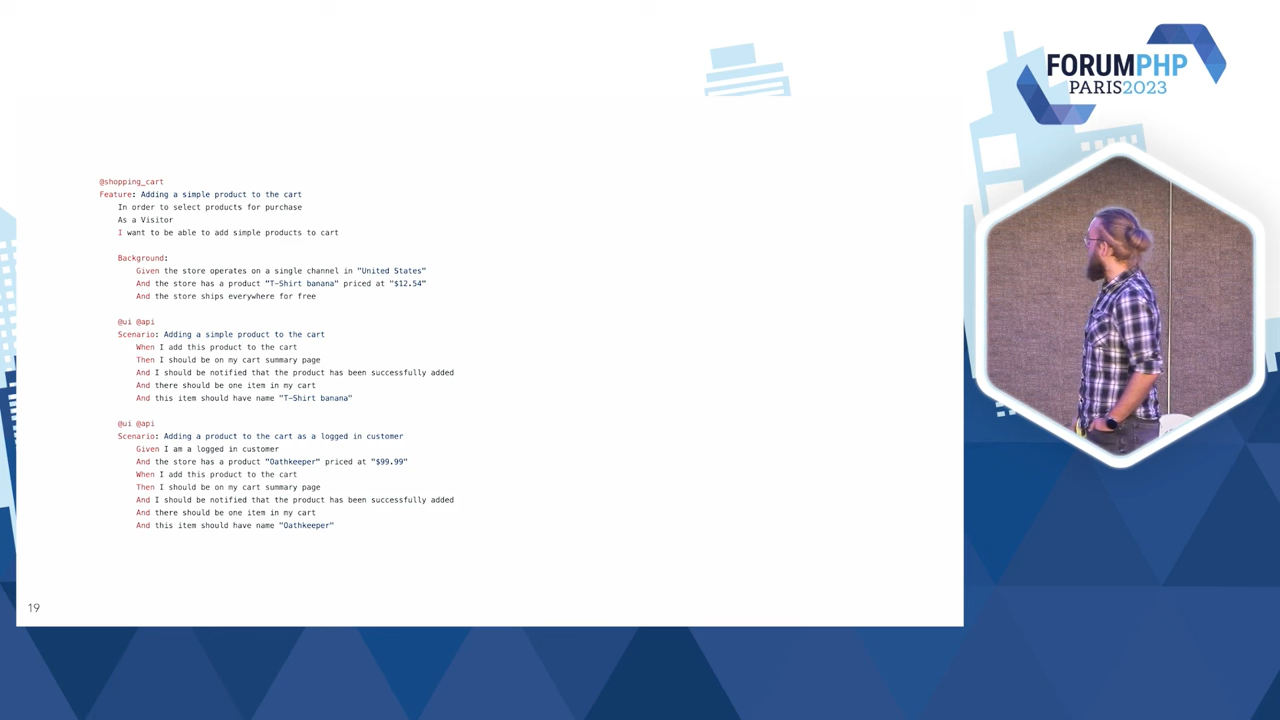 FORUMPHP
PARIS2023
@shopping_cart
Feature: Adding a simple product to the cart
In order to select products for purchase
As a Visitor
I want to be able to add simple products to cart
Background:
Given the store operates on a single channel in "United States"
And the store has a product "T-Shirt banana" priced at "$12.54"
And the store ships everywhere for free
@ui @api
Scenario: Adding a simple product to the cart
When I add this product to the cart
Then I should be on my cart summary page
And I should be notified that the product has been successfully added
And there should be one item in my cart
And this item should have name "T-Shirt banana"
@ui @api
Scenario: Adding a product to the cart as a logged in customer
Given I am a logged in customer
And the store has a product "Oathkeeper" priced at "$99.99"
When I add this product to the cart
Then I should be on my cart summary page
And I should be notified that the product has been successfully added
And there should be one item in my cart
And this item should have name "Oathkeeper"
19